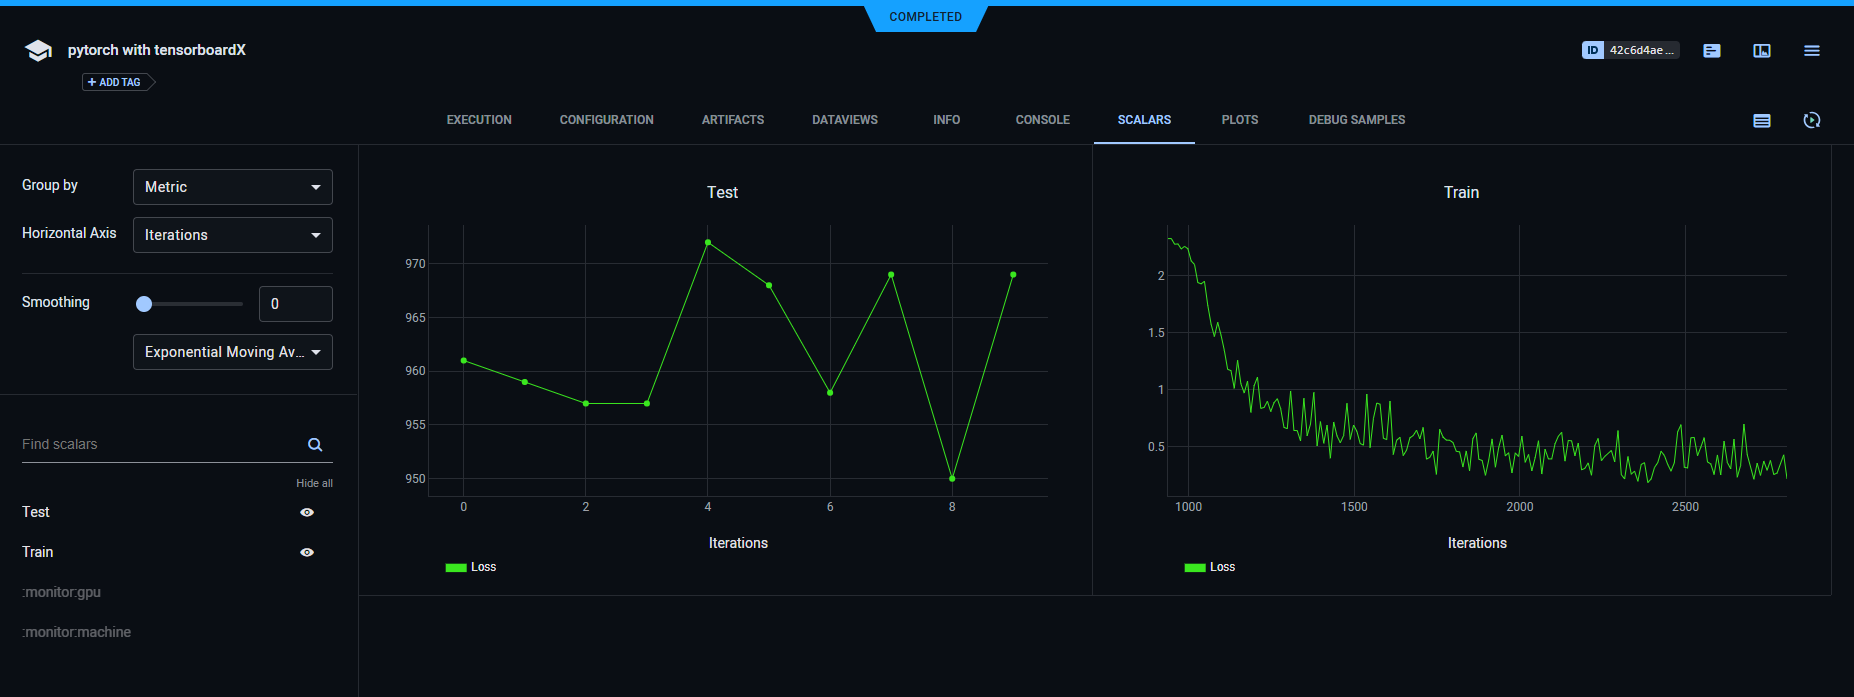 COMPLETED
pytorch with tensorboardX
ID 42c6d4ae ...
+ ADD TAG
EXECUTION CONFIGURATION ARTIFACTS DATAVIEWS INFO CONSOLE SCALARS PLOTS DEBUG SAMPLES
Group by Metric
Horizontal Axis Iterations
Smoothing 0
Exponential Moving Av...
Find scalars
Hide all
Test
Train
:monitor:gpu
:monitor:machine
Test
970
965
960
955
950
0 2 4 6 8
Iterations
Loss
Train
2
1.5
1
0.5
1000 1500 2000 2500
Iterations
Loss